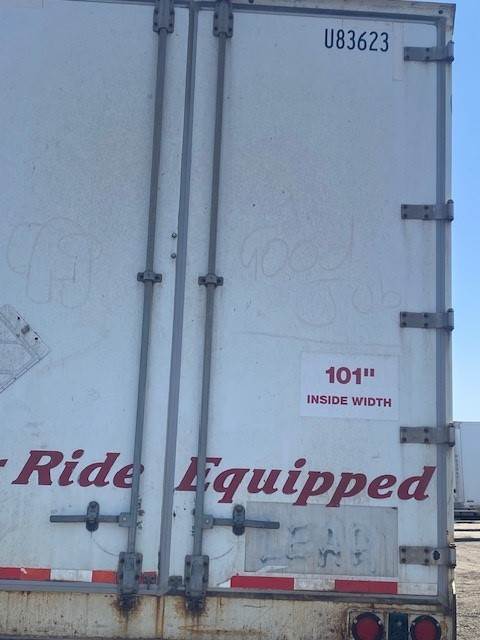 U83623
Good
Job
101"
INSIDE WIDTH
Ride Equipped